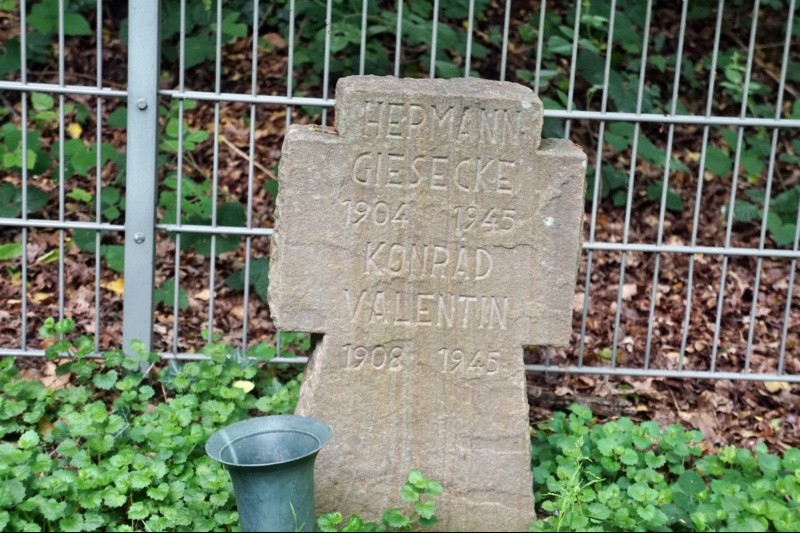 HERMANN
GIESECKE
1904 1945
KONRAD
VALENTIN
1908 1945